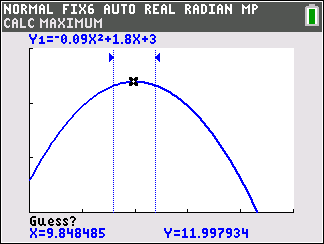 NORMAL FIX6 AUTO REAL RADIAN MP
CALC MAXIMUM
Y₁=⁻0.09X²+1.8X+3
Guess?
X=9.848485 Y=11.997934